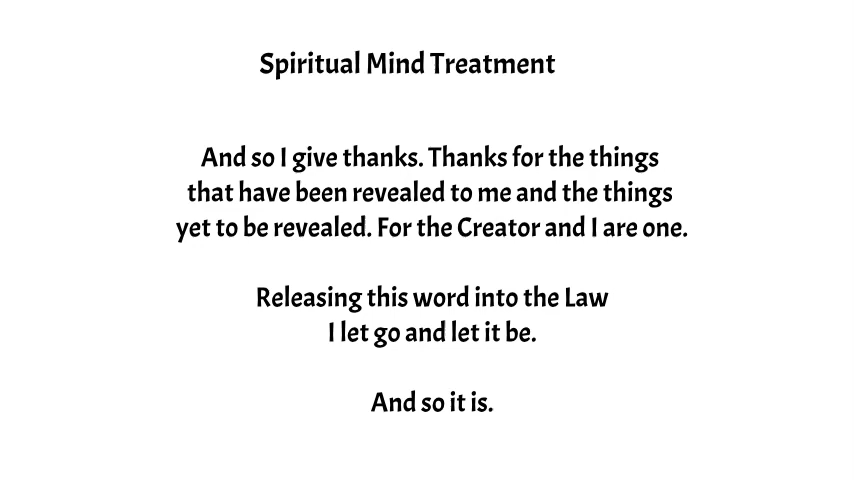 Spiritual Mind Treatment
And so I give thanks. Thanks for the things
that have been revealed to me and the things
yet to be revealed. For the Creator and I are one.
Releasing this word into the Law
I let go and let it be.
And so it is.